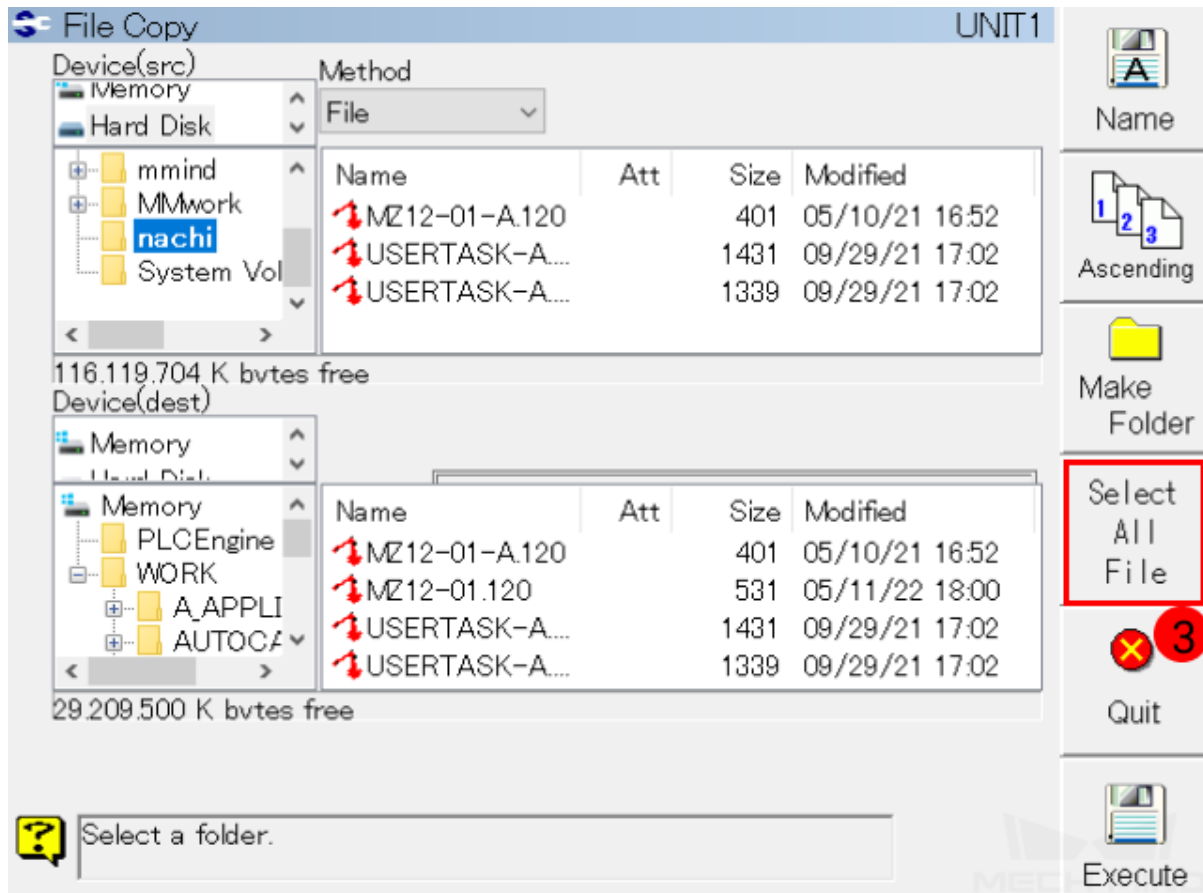 File Copy UNIT1
Device(src)
Method
Memory
Hard Disk
File
mmind
MMwork
nachi
System Vol
Name Att Size Modified
MZ12-01-A.120 401 05/10/21 16:52
USERTASK-A.... 1431 09/29/21 17:02
USERTASK-A.... 1339 09/29/21 17:02
116.119.704 K bytes free
Device(dest)
Memory
Hard Disk
Memory
PLCEngine
WORK
A_APPLI
AUTOCA
Name Att Size Modified
MZ12-01-A.120 401 05/10/21 16:52
MZ12-01.120 531 05/11/22 18:00
USERTASK-A.... 1431 09/29/21 17:02
USERTASK-A.... 1339 09/29/21 17:02
29.209.500 K bytes free
Select a folder.
A
Name
1 2 3
Ascending
Make
Folder
Select
All
File
3
Quit
Execute